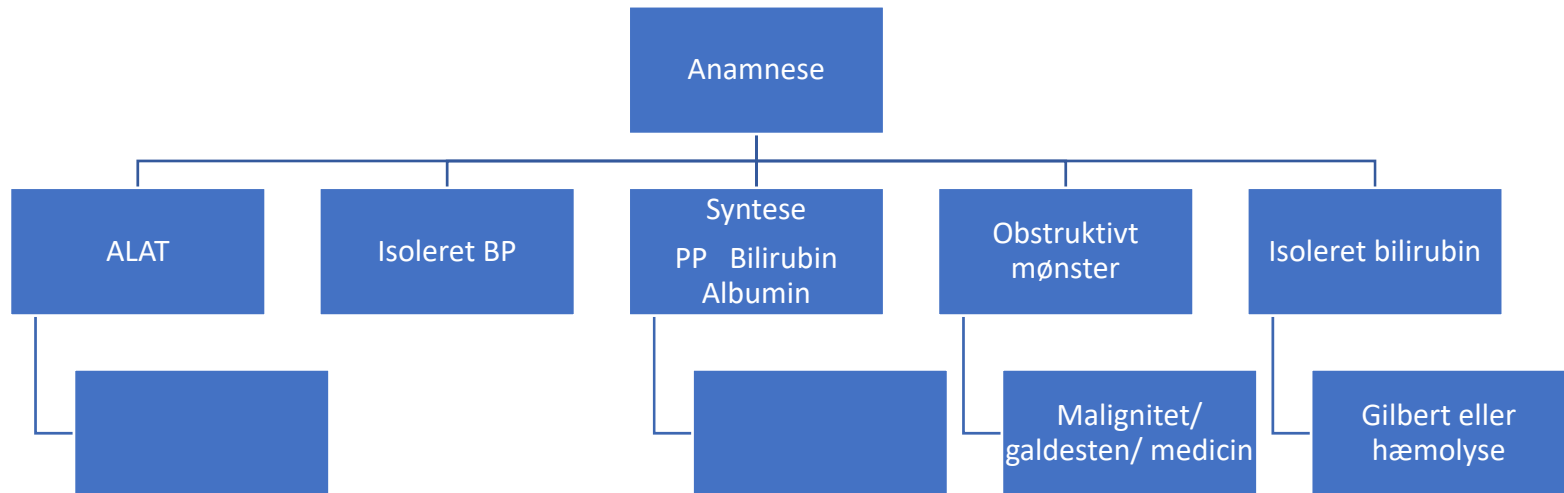 Anamnese
ALAT
Isoleret BP
Syntese
PP Bilirubin
Albumin
Obstruktivt
mønster
Isoleret bilirubin
Malignitet/
galdesten/ medicin
Gilbert eller
hæmolyse